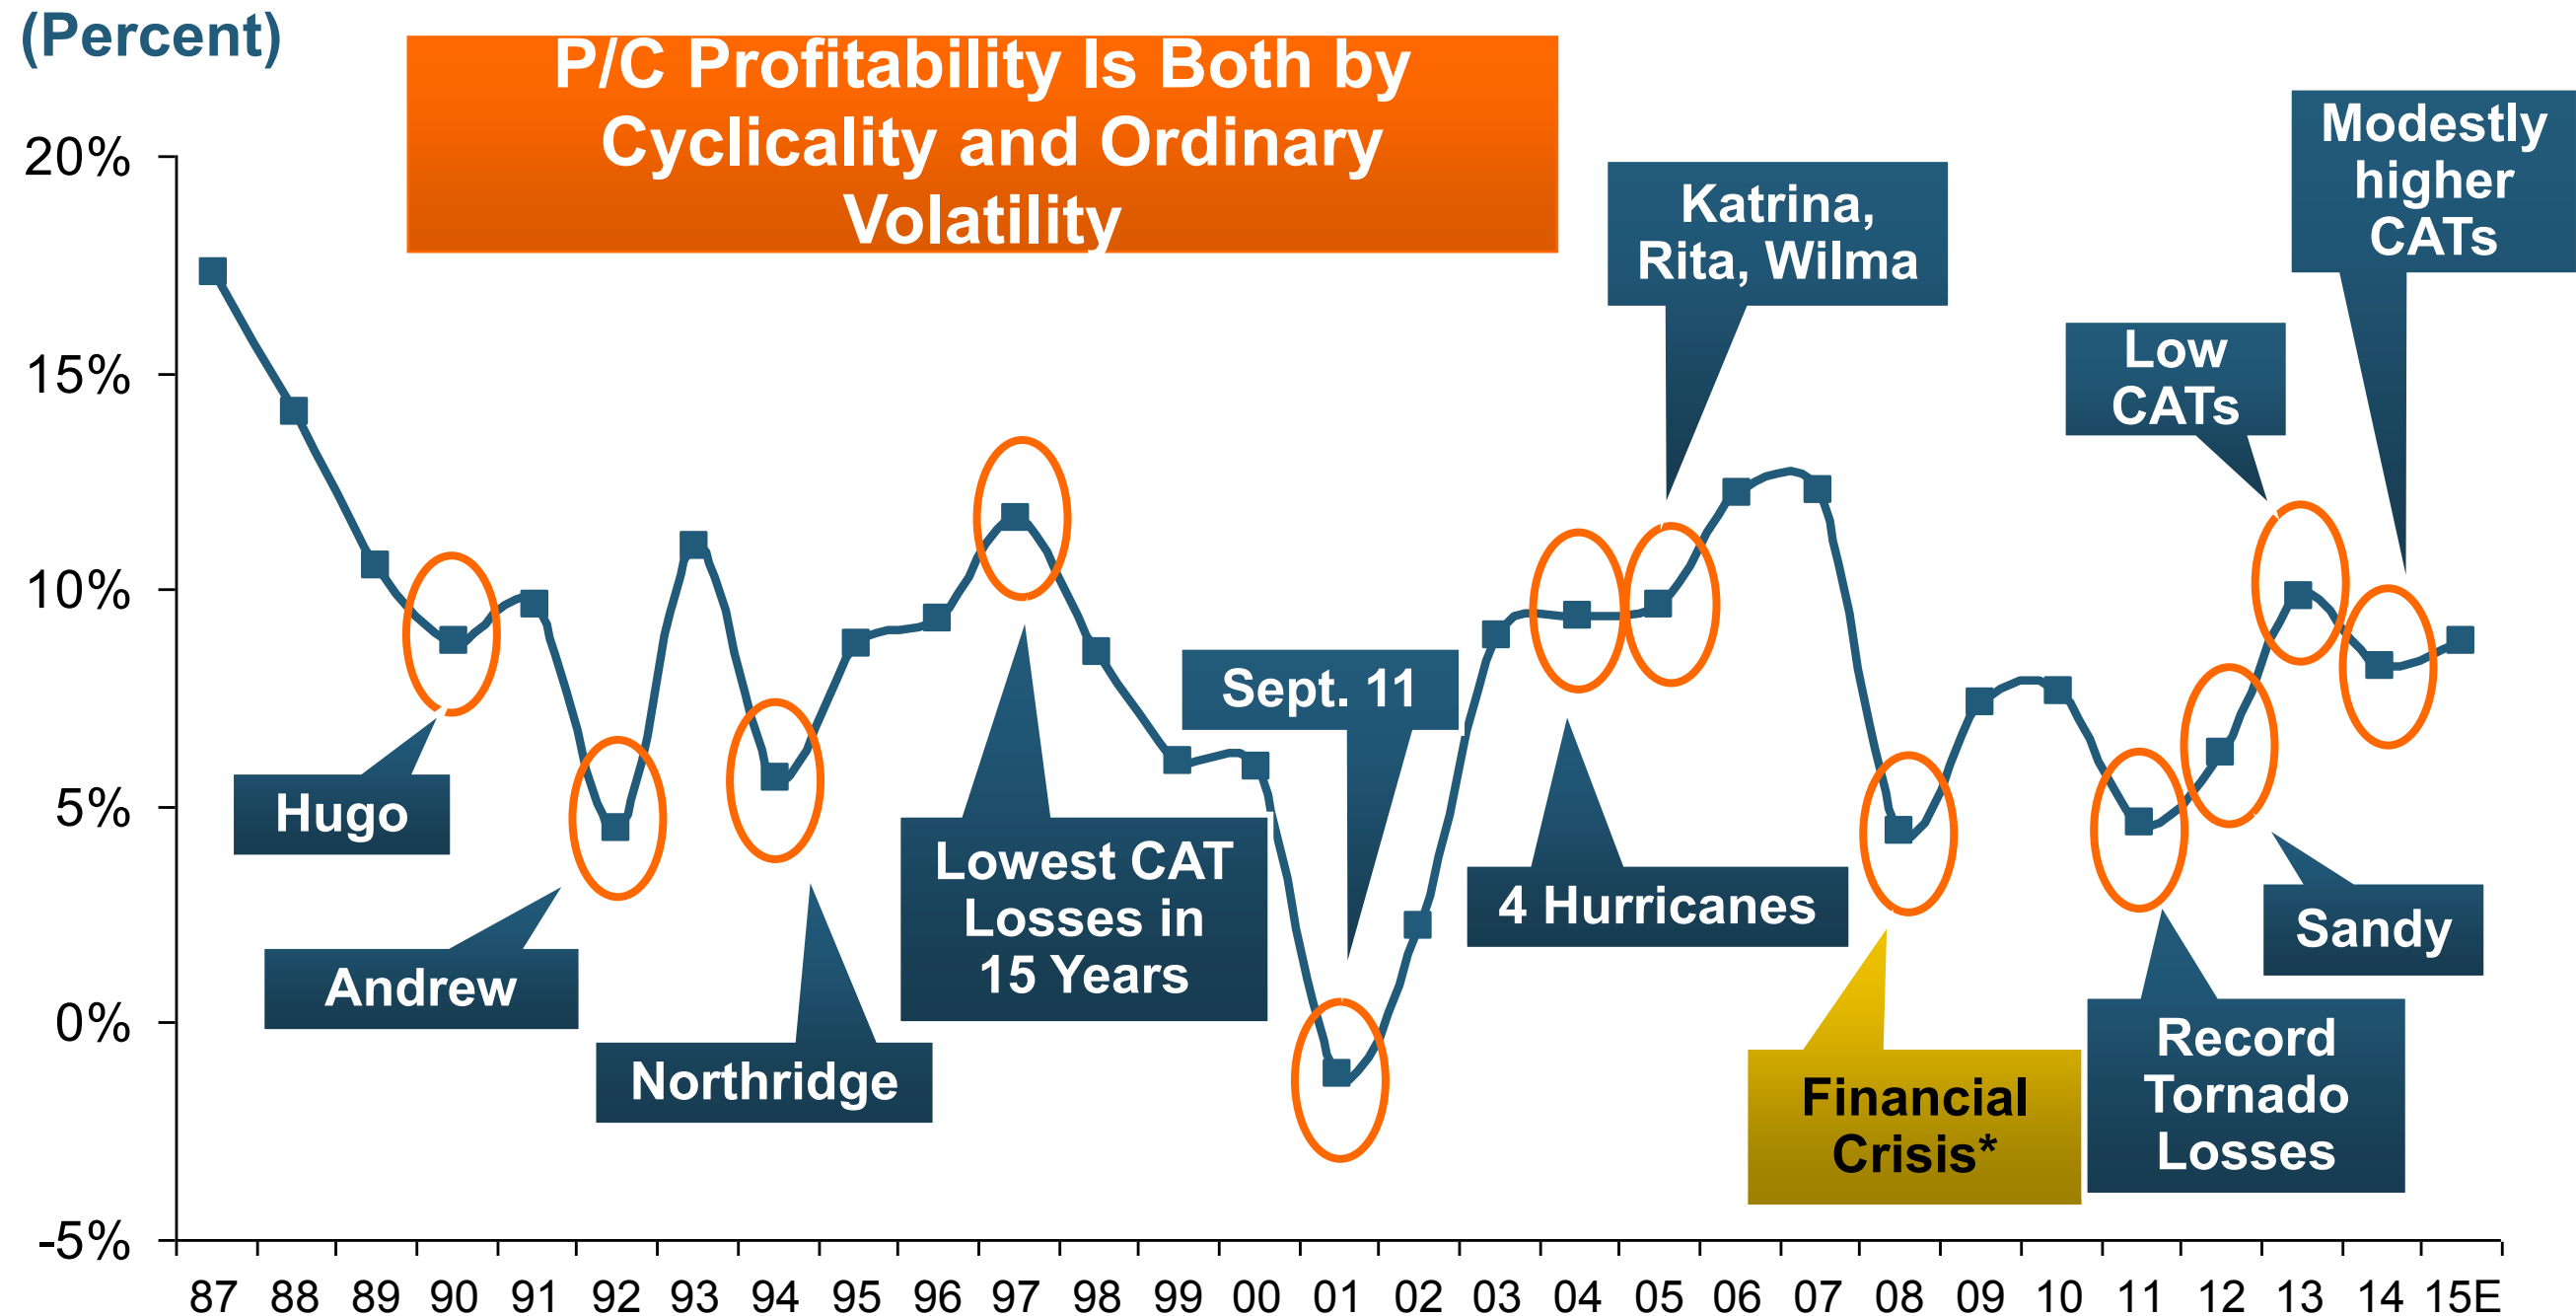 (Percent)
P/C Profitability Is Both by
Cyclicality and Ordinary
Volatility
20%
15%
10%
5%
0%
-5%
Hugo
Andrew
Northridge
Lowest CAT
Losses in
15 Years
Sept. 11
4 Hurricanes
Katrina,
Rita, Wilma
Financial
Crisis*
Record
Tornado
Losses
Sandy
Low
CATs
Modestly
higher
CATs
87 88 89 90 91 92 93 94 95 96 97 98 99 00 01 02 03 04 05 06 07 08 09 10 11 12 13 14 15E